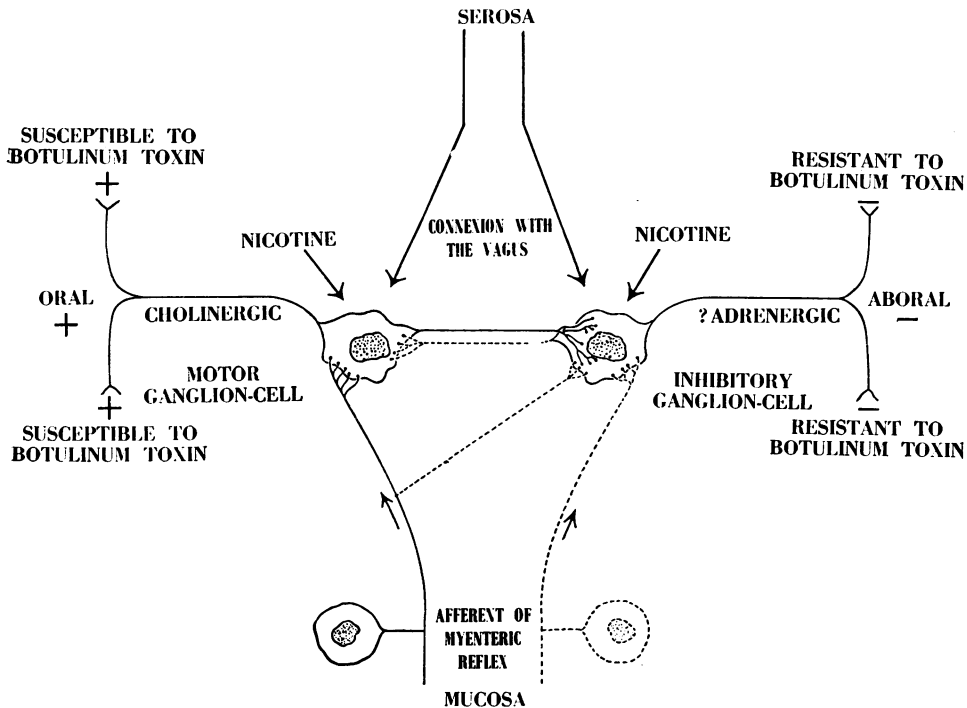 SEROSA
SUSCEPTIBLE TO
BOTULINUM TOXIN
+
RESISTANT TO
BOTULINUM TOXIN
−
NICOTINE
CONNEXION WITH
THE VAGUS
NICOTINE
ORAL
+
CHOLINERGIC
? ADRENERGIC
ABORAL
−
MOTOR
GANGLION-CELL
INHIBITORY
GANGLION-CELL
+
SUSCEPTIBLE TO
BOTULINUM TOXIN
−
RESISTANT TO
BOTULINUM TOXIN
AFFERENT OF
MYENTERIC
REFLEX
MUCOSA